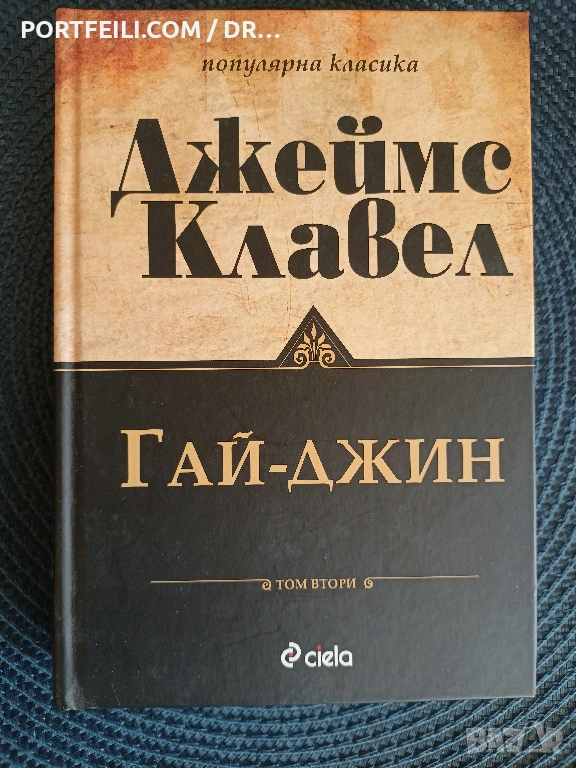 PORTFEILI.COM/DR...
популярна класика
Джеймс
Клавел
Гай-джин
ТОМ ВТОРИ
ciela